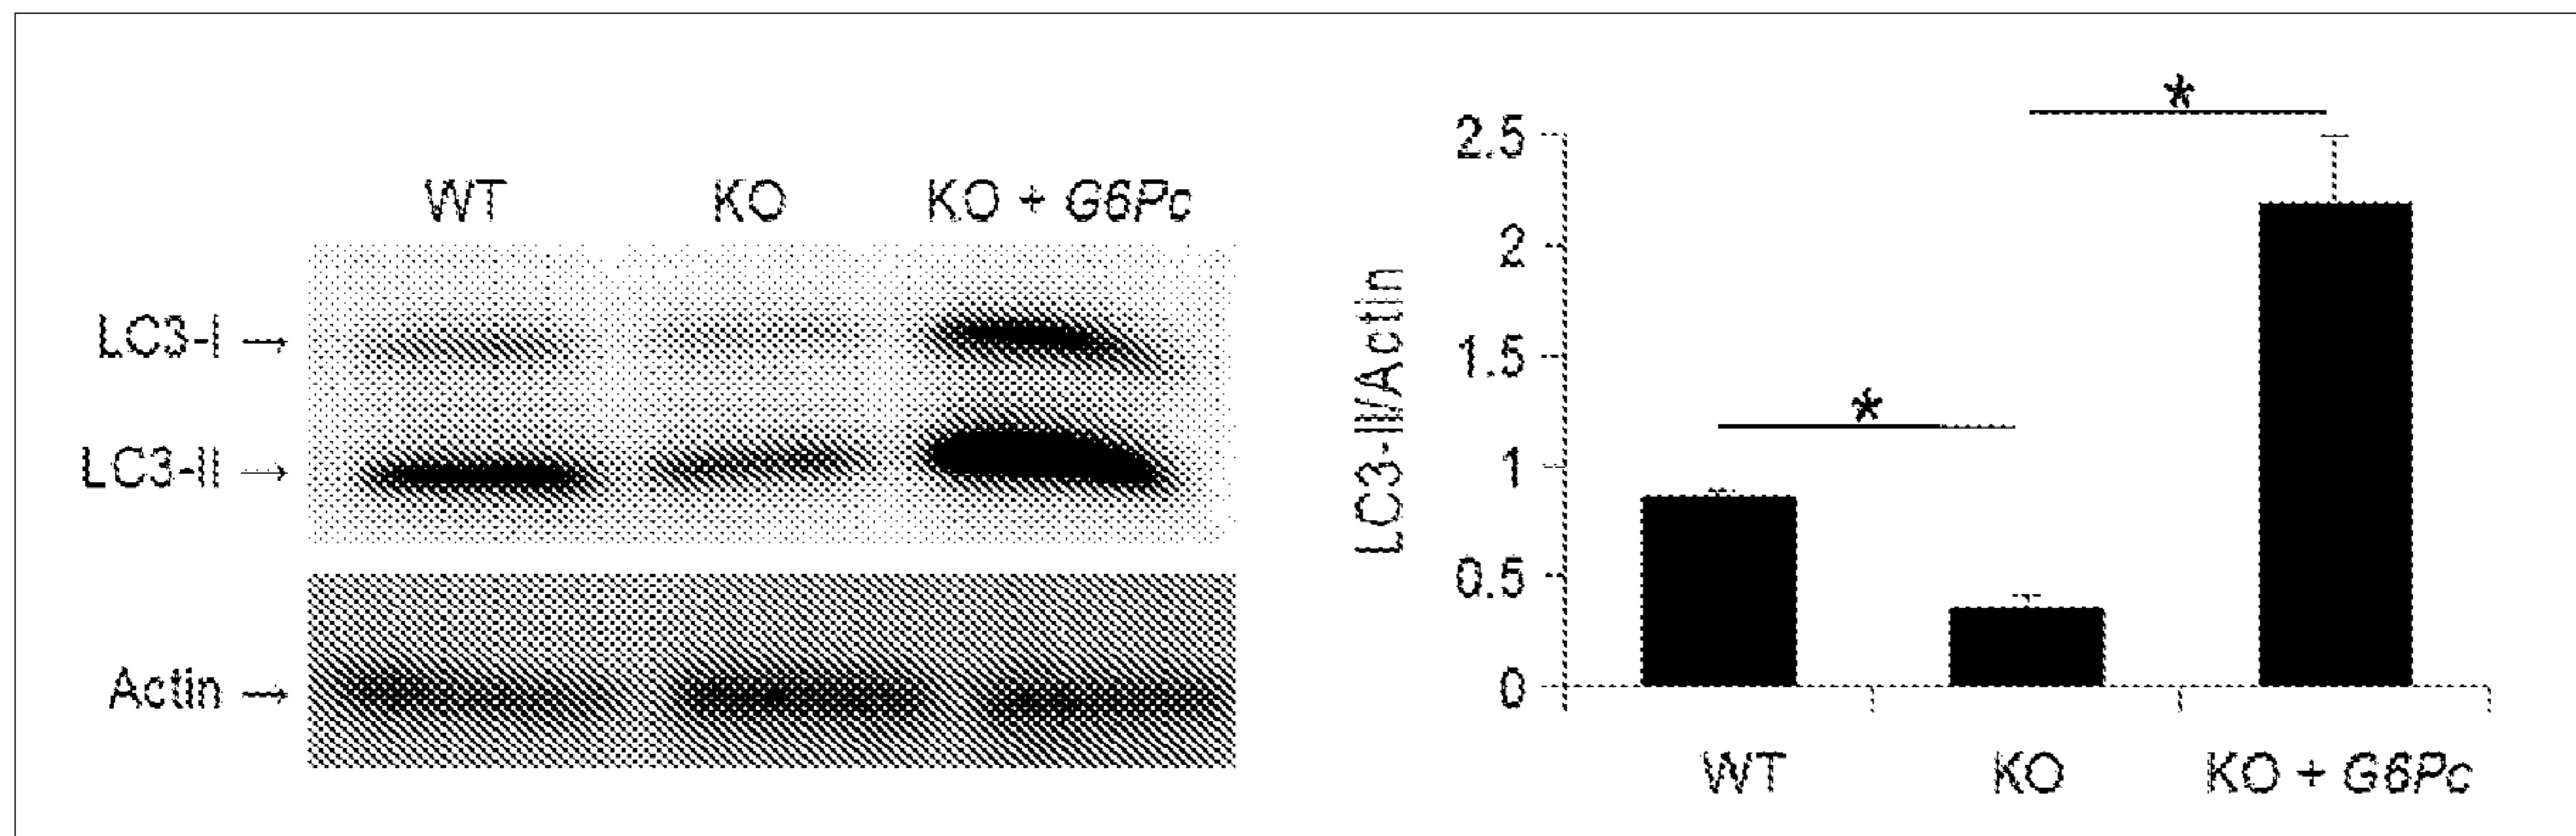 WT KO KO + G6Pc
LC3-I →
LC3-II →
Actin →
*
*
2.5
2
1.5
1
0.5
0
LC3-II/Actin
WT KO KO + G6Pc